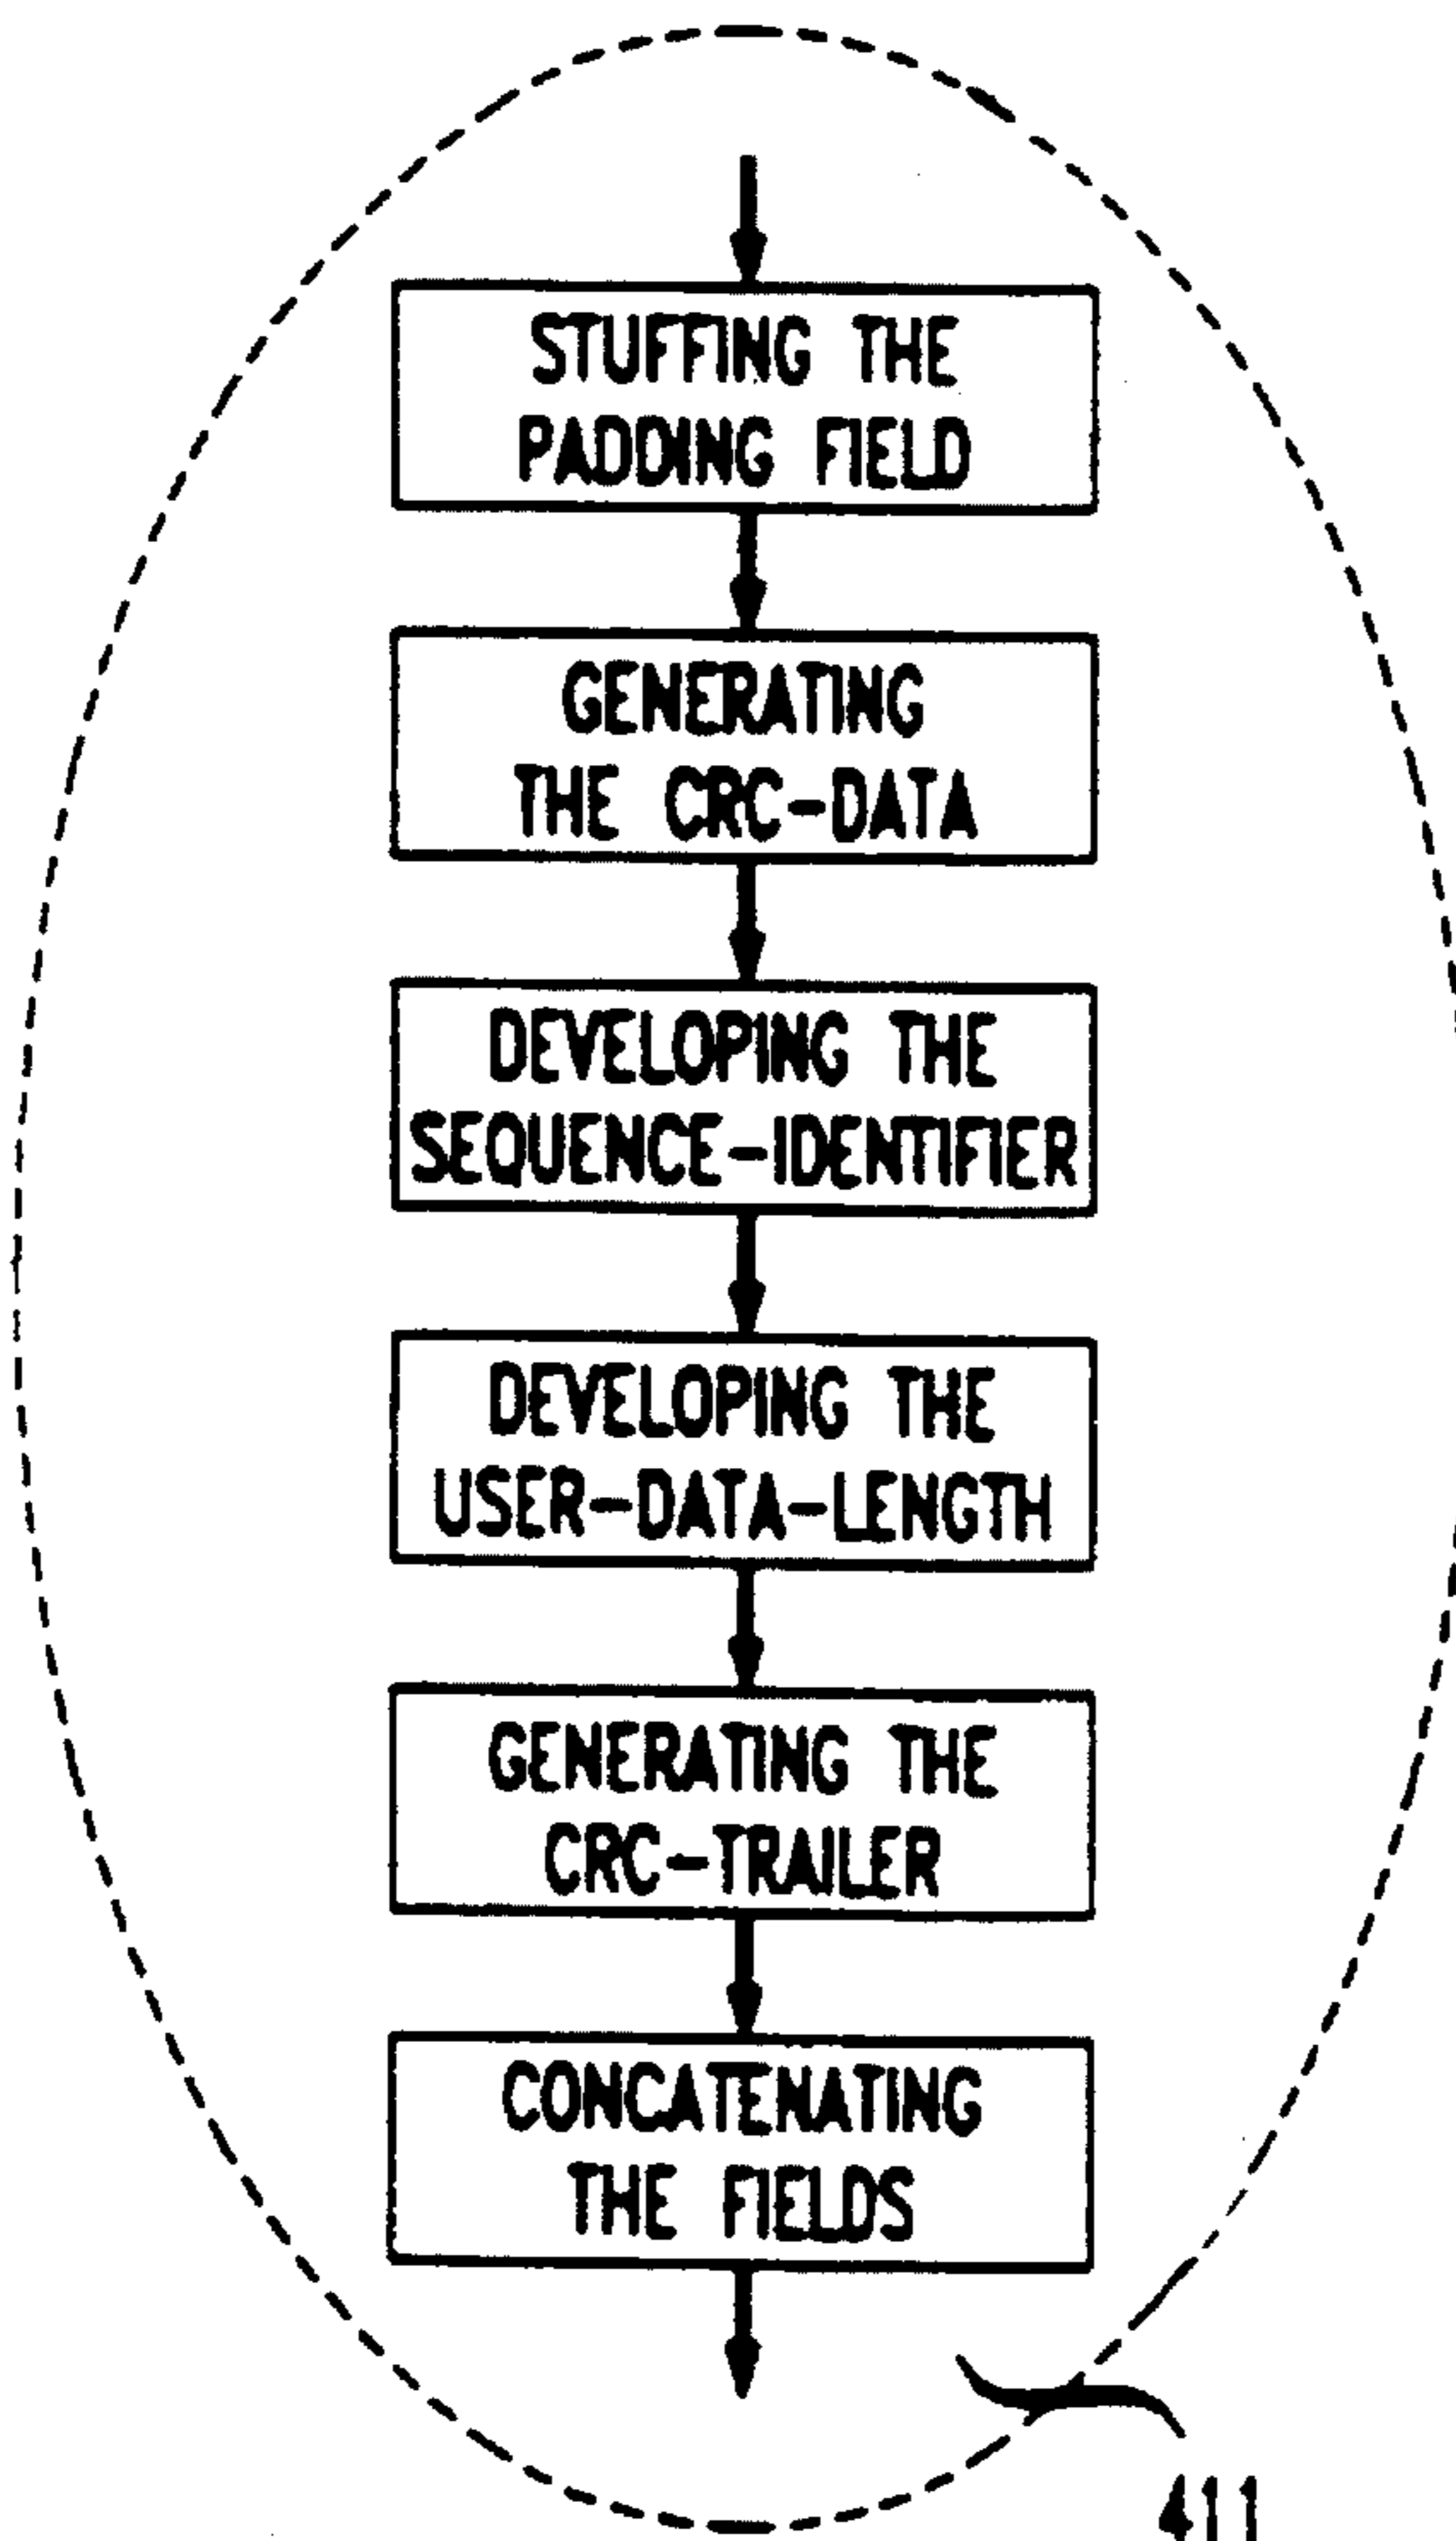 STUFFING THE
PADDING FIELD
GENERATING
THE CRC-DATA
DEVELOPING THE
SEQUENCE-IDENTIFIER
DEVELOPING THE
USER-DATA-LENGTH
GENERATING THE
CRC-TRAILER
CONCATENATING
THE FIELDS
411